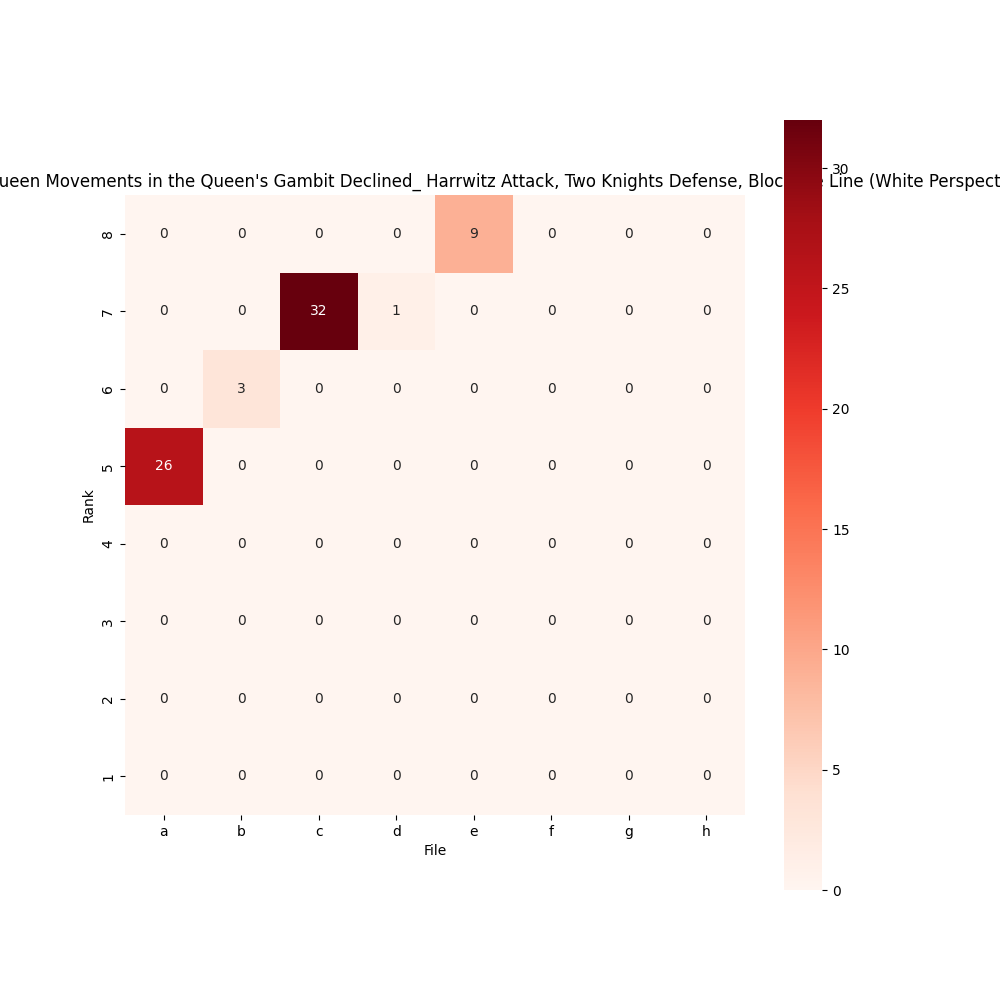 Movements in the Queen's Gambit Declined_ Harrwitz Attack, Two Knights Defense, Line (White
8 0 0 0 0 9 0 0 0
7 0 0 32 1 0 0 0 0
6 0 3 0 0 0 0 0 0
5 26 0 0 0 0 0 0 0
4 0 0 0 0 0 0 0 0
3 0 0 0 0 0 0 0 0
2 0 0 0 0 0 0 0 0
1 0 0 0 0 0 0 0 0
Rank
a b c d e f g h
File
30
25
20
15
10
5
0